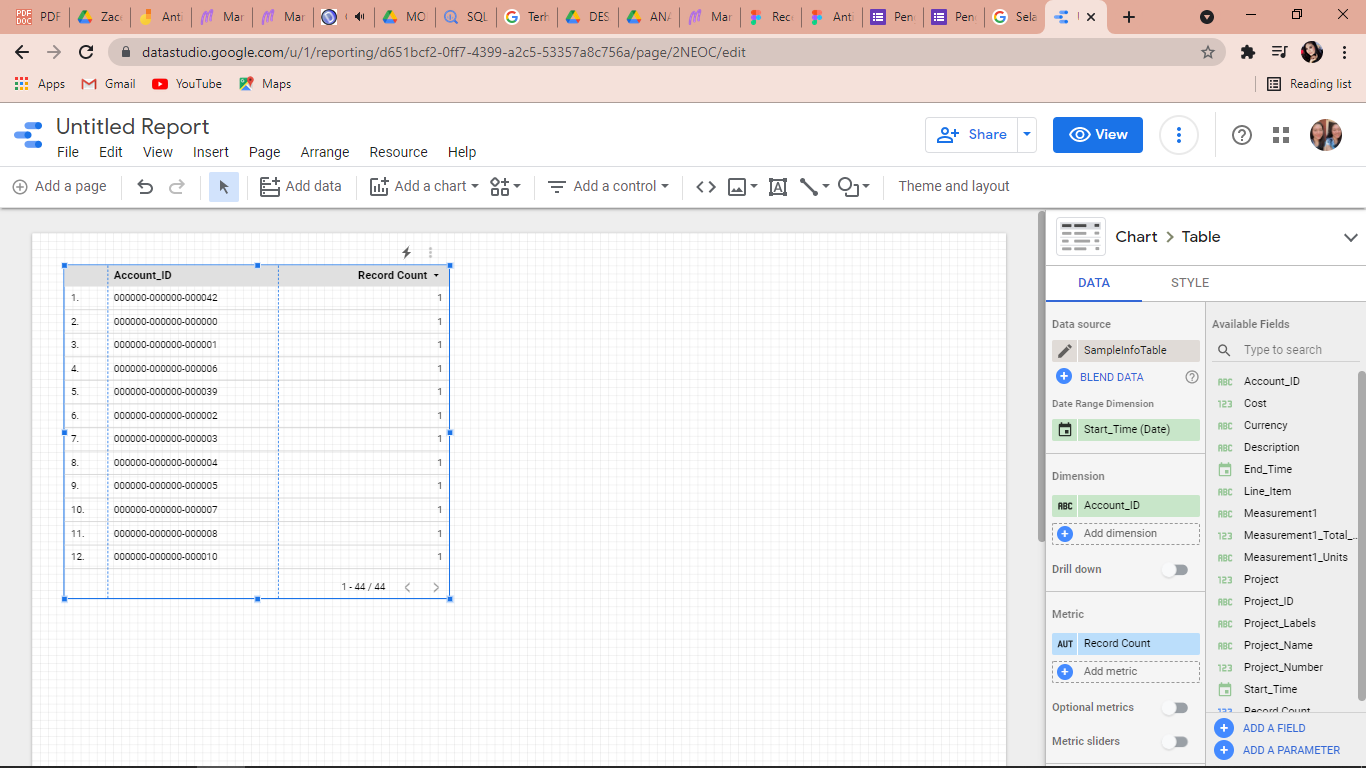 PDF DOC PDF Zac Anti Mar Mar MO SQL Terh DES ANA Mar Rec Anti Pen Pen Sela
datastudio.google.com/u/1/reporting/d651bcf2-0ff7-4399-a2c5-53357a8c756a/page/2NEOC/edit
Apps Gmail YouTube Maps Reading list
Untitled Report
File Edit View Insert Page Arrange Resource Help
Share View
Add a page Add data Add a chart Add a control Theme and layout
Chart > Table
DATA STYLE
Account_ID Record Count
1. 000000-000000-000042 1
2. 000000-000000-000000 1
3. 000000-000000-000001 1
4. 000000-000000-000006 1
5. 000000-000000-000039 1
6. 000000-000000-000002 1
7. 000000-000000-000003 1
8. 000000-000000-000004 1
9. 000000-000000-000005 1
10. 000000-000000-000007 1
11. 000000-000000-000008 1
12. 000000-000000-000010 1
1 - 44 / 44
Data source
SampleInfoTable
BLEND DATA
Date Range Dimension
Start_Time (Date)
Dimension
ABC Account_ID
Add dimension
Drill down
Metric
AUT Record Count
Add metric
Optional metrics
Metric sliders
Available Fields
Type to search
ABC Account_ID
123 Cost
ABC Currency
ABC Description
End_Time
ABC Line_Item
ABC Measurement1
123 Measurement1_Total_...
ABC Measurement1_Units
123 Project
ABC Project_ID
ABC Project_Labels
ABC Project_Name
123 Project_Number
Start_Time
123 Record Count
ADD A FIELD
ADD A PARAMETER